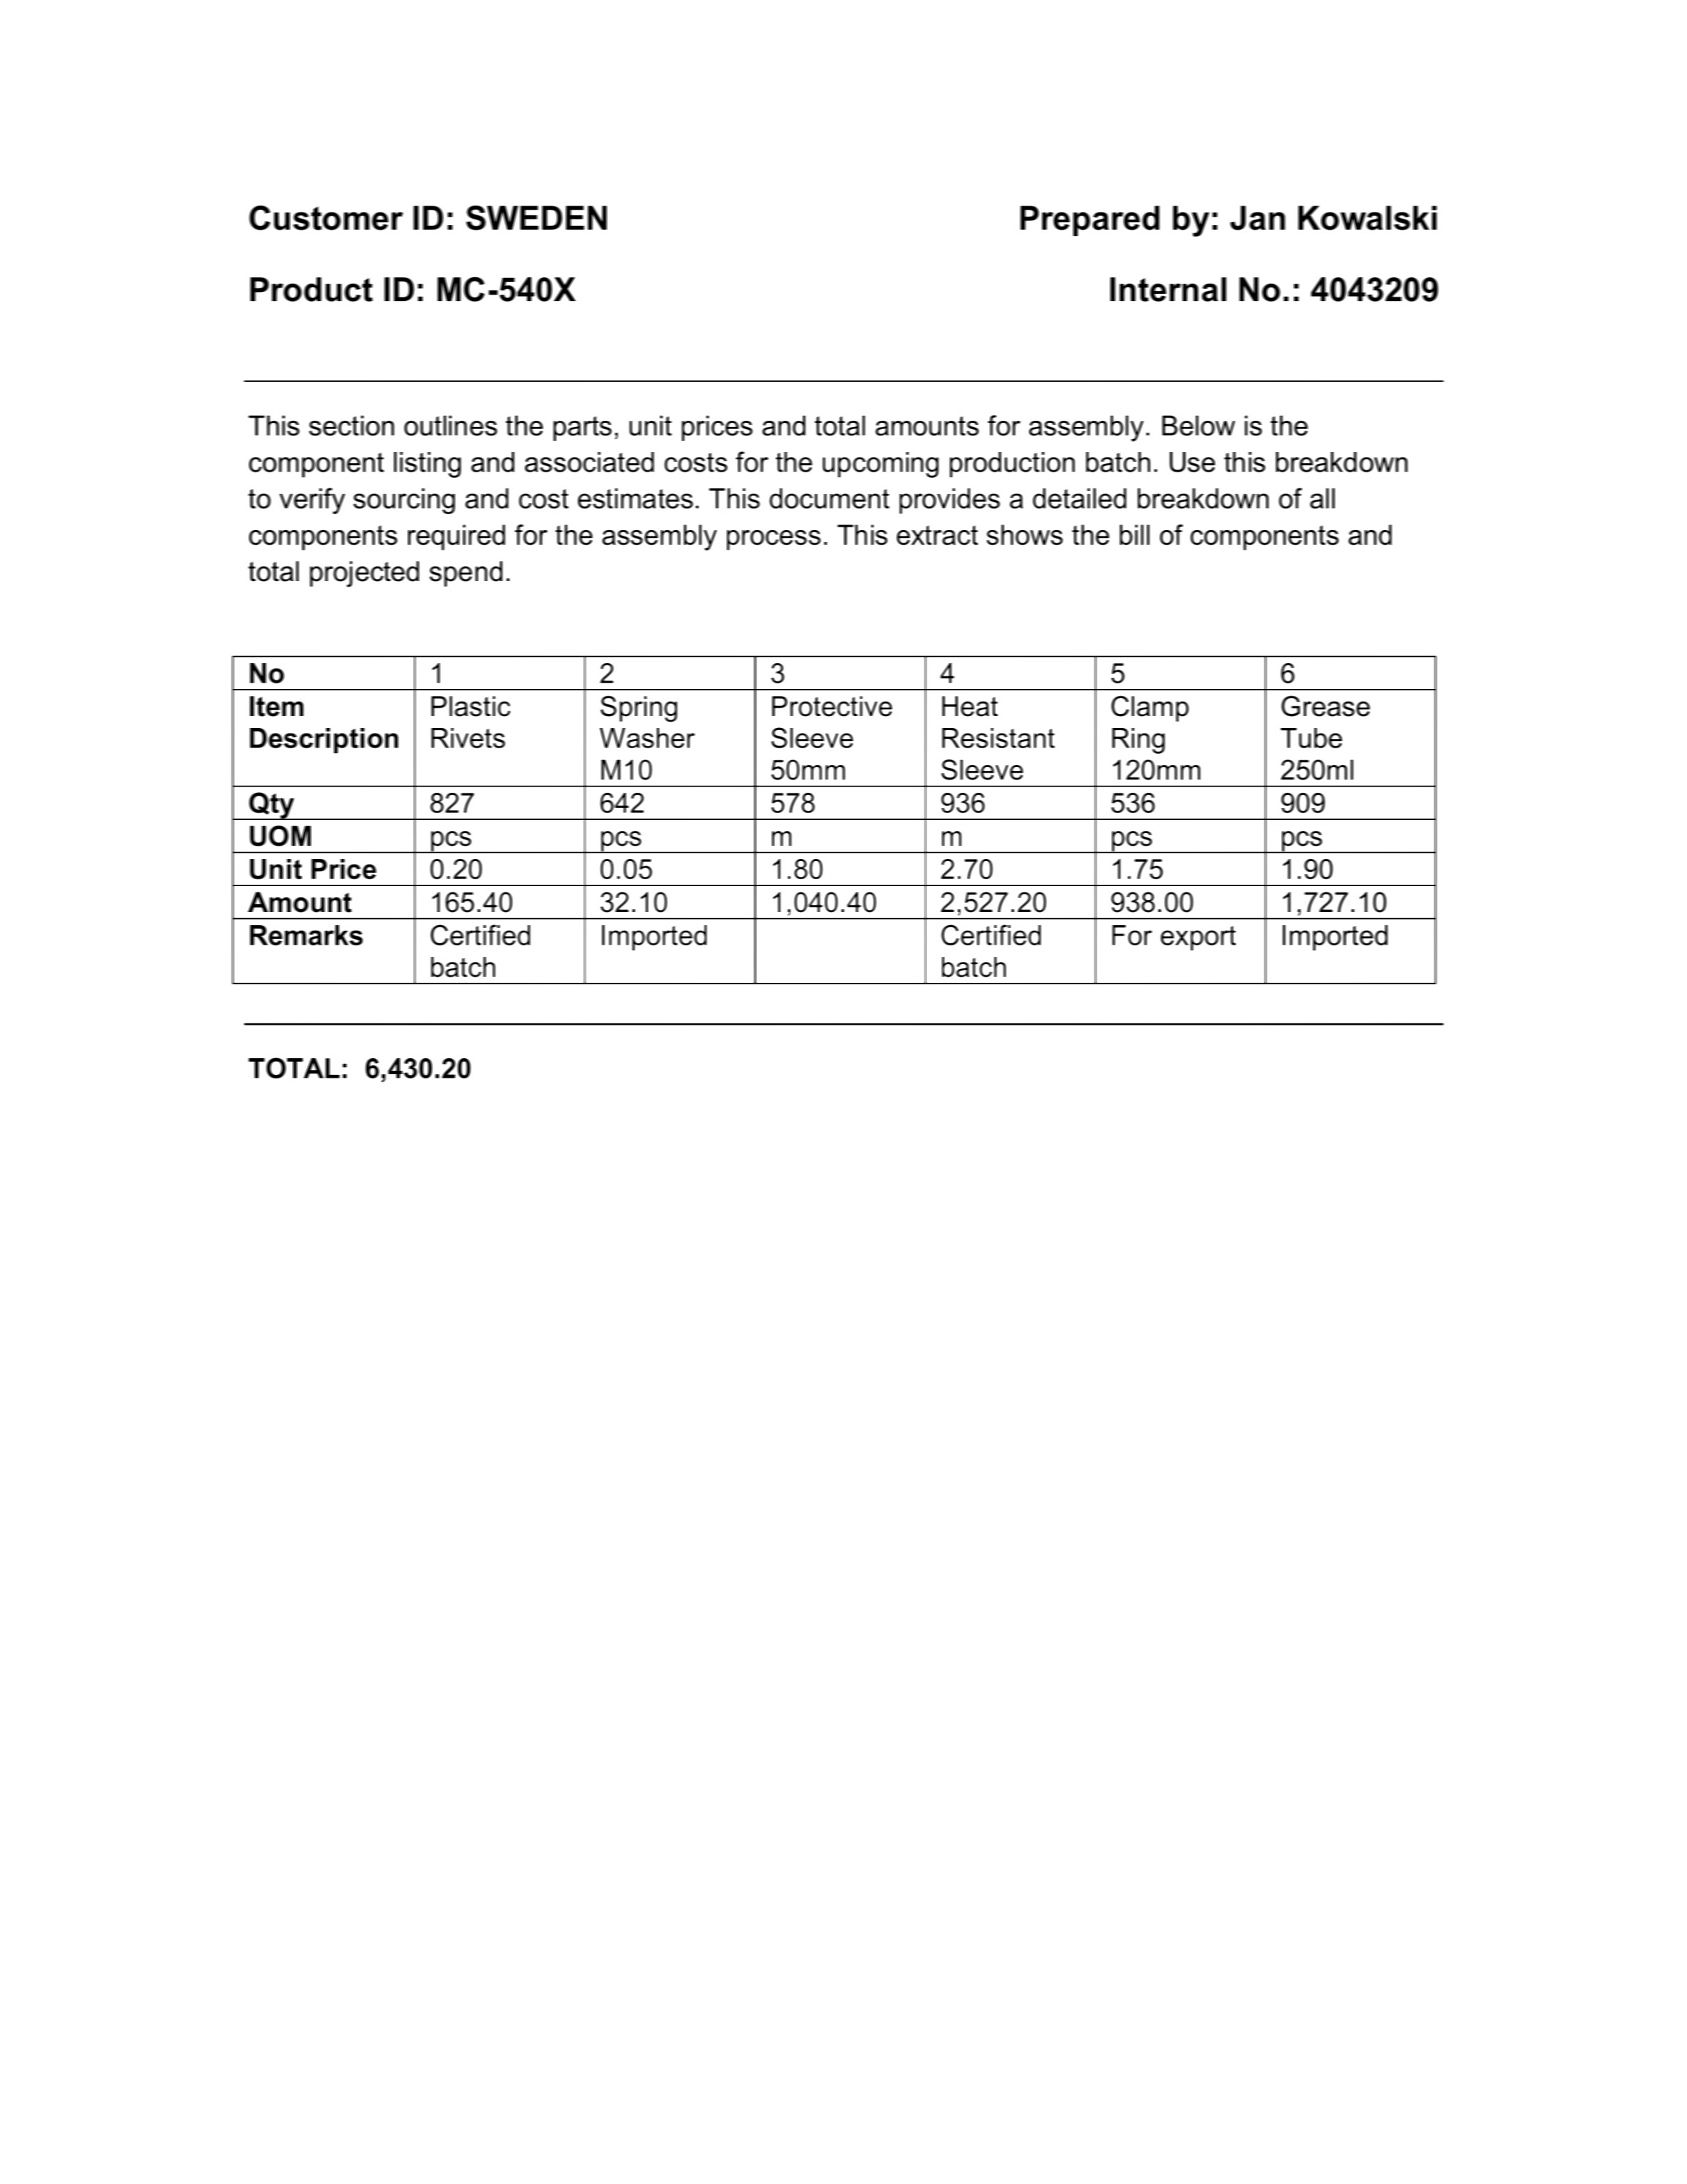 Customer ID: SWEDEN Prepared by: Jan Kowalski
Product ID: MC-540X Internal No.: 4043209
This section outlines the parts, unit prices and total amounts for assembly. Below is the
component listing and associated costs for the upcoming production batch. Use this breakdown
to verify sourcing and cost estimates. This document provides a detailed breakdown of all
components required for the assembly process. This extract shows the bill of components and
total projected spend.
No 1 2 3 4 5 6
Item Plastic Spring Protective Heat Clamp Grease
Description Rivets Washer Sleeve Resistant Ring Tube
M10 50mm Sleeve 120mm 250ml
Qty 827 642 578 936 536 909
UOM pcs pcs m m pcs pcs
Unit Price 0.20 0.05 1.80 2.70 1.75 1.90
Amount 165.40 32.10 1,040.40 2,527.20 938.00 1,727.10
Remarks Certified Imported Certified For export Imported
batch batch
TOTAL: 6,430.20